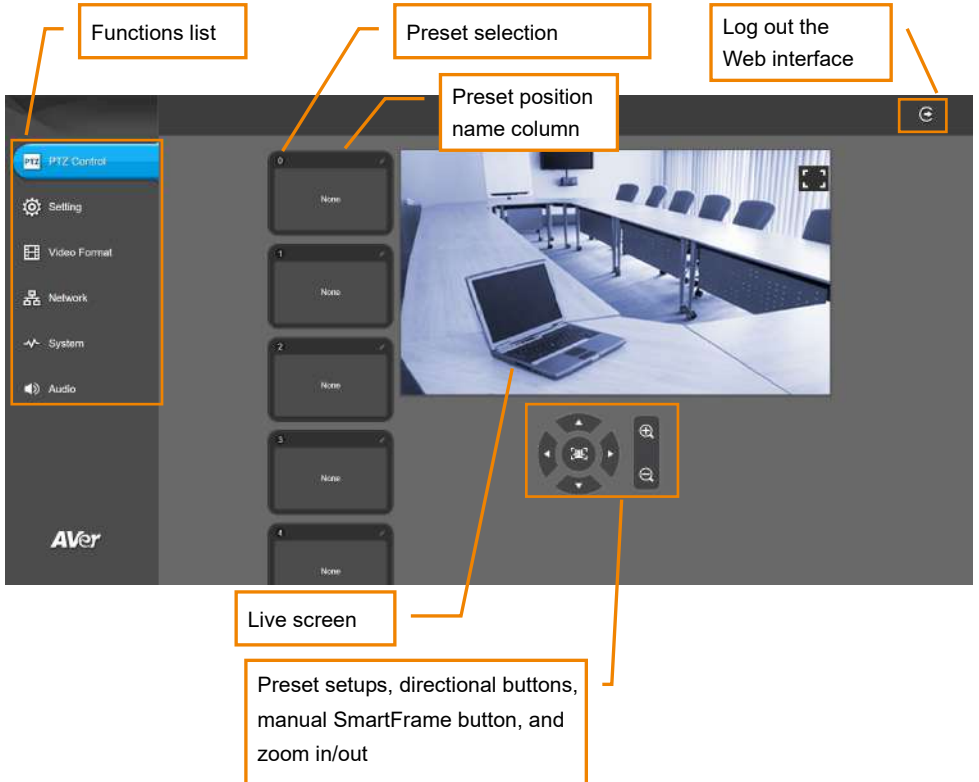 Functions list
Preset selection
Log out the
Web interface
Preset position
name column
PTZ PTZ Control
Setting
Video Format
Network
System
Audio
AVer
0
None
1
None
2
None
3
None
4
None
Live screen
Preset setups, directional buttons,
manual SmartFrame button, and
zoom in/out